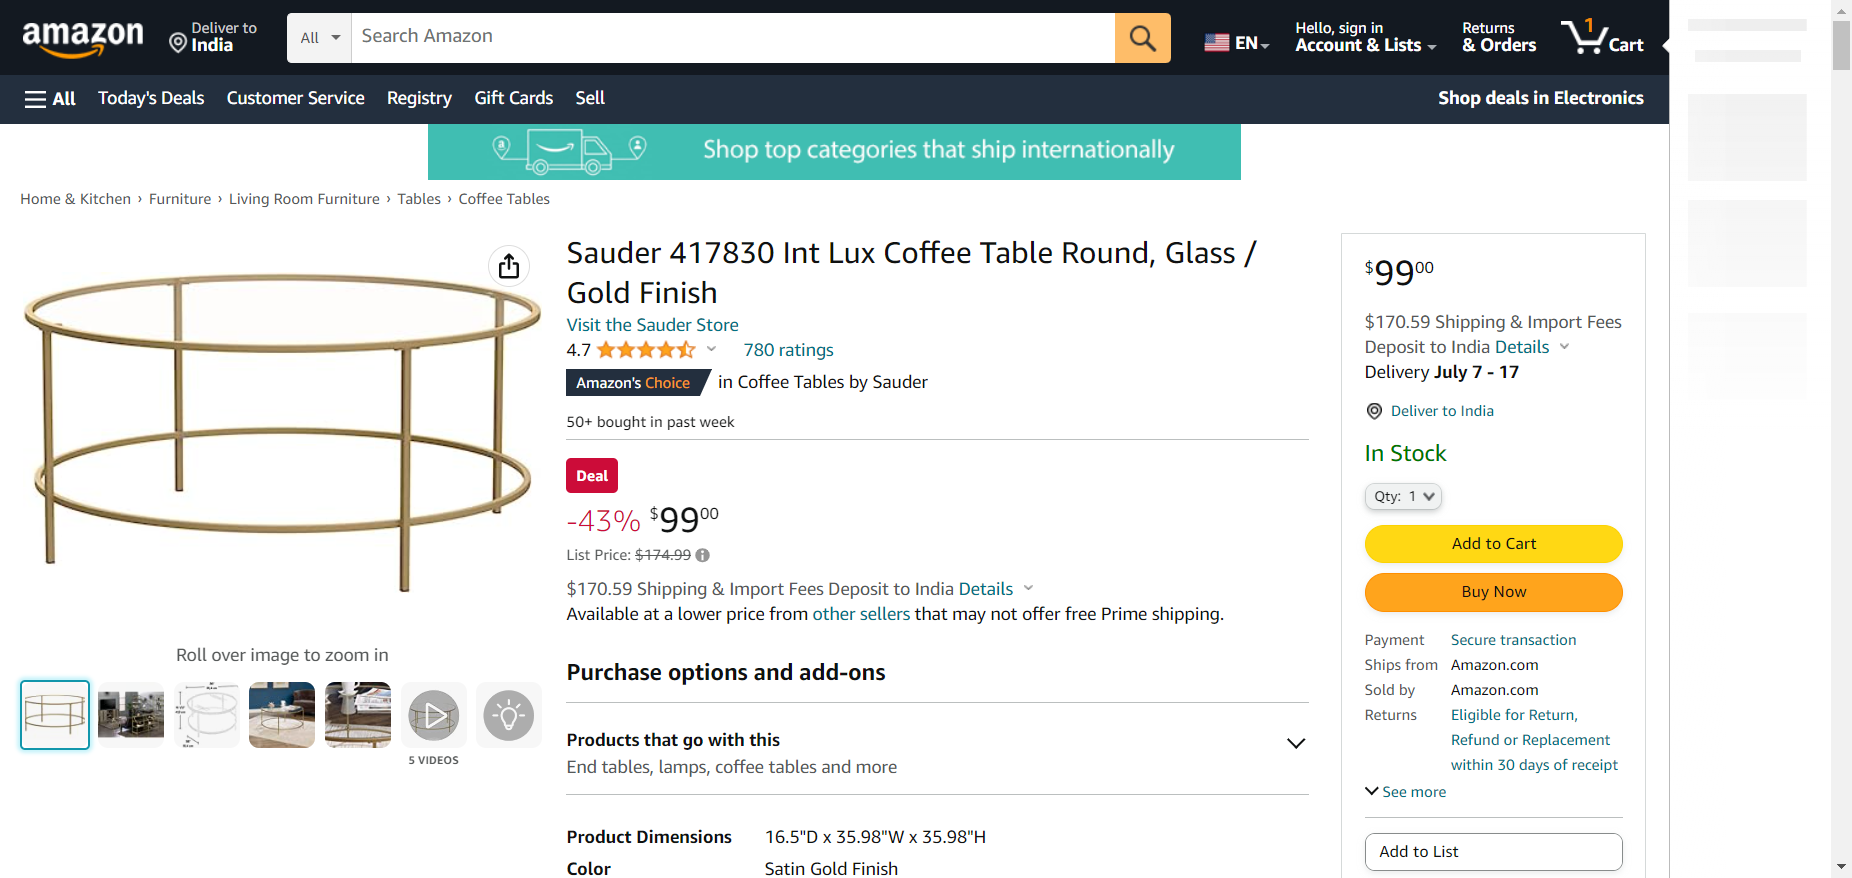 amazon
Deliver to
India
All
Search Amazon
EN
Hello, sign in
Account & Lists
Returns
& Orders
1
Cart
All
Today's Deals
Customer Service
Registry
Gift Cards
Sell
Shop deals in Electronics
Shop top categories that ship internationally
Home & Kitchen › Furniture › Living Room Furniture › Tables › Coffee Tables
Sauder 417830 Int Lux Coffee Table Round, Glass /
Gold Finish
Visit the Sauder Store
4.7
780 ratings
Amazon's Choice in Coffee Tables by Sauder
50+ bought in past week
Deal
-43% $9900
List Price: $174.99
$170.59 Shipping & Import Fees Deposit to India Details
Available at a lower price from other sellers that may not offer free Prime shipping.
Roll over image to zoom in
5 VIDEOS
Purchase options and add-ons
Products that go with this
End tables, lamps, coffee tables and more
Product Dimensions 16.5"D x 35.98"W x 35.98"H
Color Satin Gold Finish
$9900
$170.59 Shipping & Import Fees
Deposit to India Details
Delivery July 7 - 17
Deliver to India
In Stock
Qty: 1
Add to Cart
Buy Now
Payment Secure transaction
Ships from Amazon.com
Sold by Amazon.com
Returns Eligible for Return,
Refund or Replacement
within 30 days of receipt
See more
Add to List